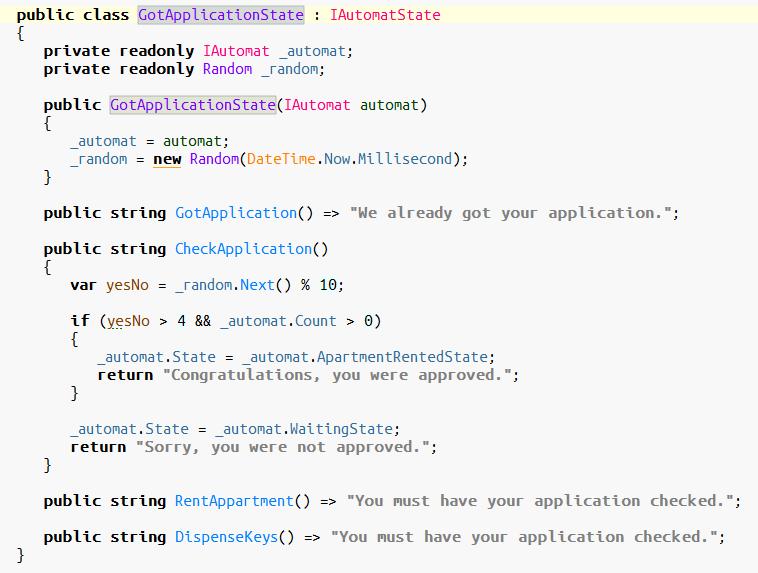 public class GotApplicationState : IAutomatState
{
private readonly IAutomat _automat;
private readonly Random _random;
public GotApplicationState(IAutomat automat)
{
_automat = automat;
_random = new Random(DateTime.Now.Millisecond);
}
public string GotApplication() => "We already got your application.";
public string CheckApplication()
{
var yesNo = _random.Next() % 10;
if (yesNo > 4 && _automat.Count > 0)
{
_automat.State = _automat.ApartmentRentedState;
return "Congratulations, you were approved.";
}
_automat.State = _automat.WaitingState;
return "Sorry, you were not approved.";
}
public string RentAppartment() => "You must have your application checked.";
public string DispenseKeys() => "You must have your application checked.";
}